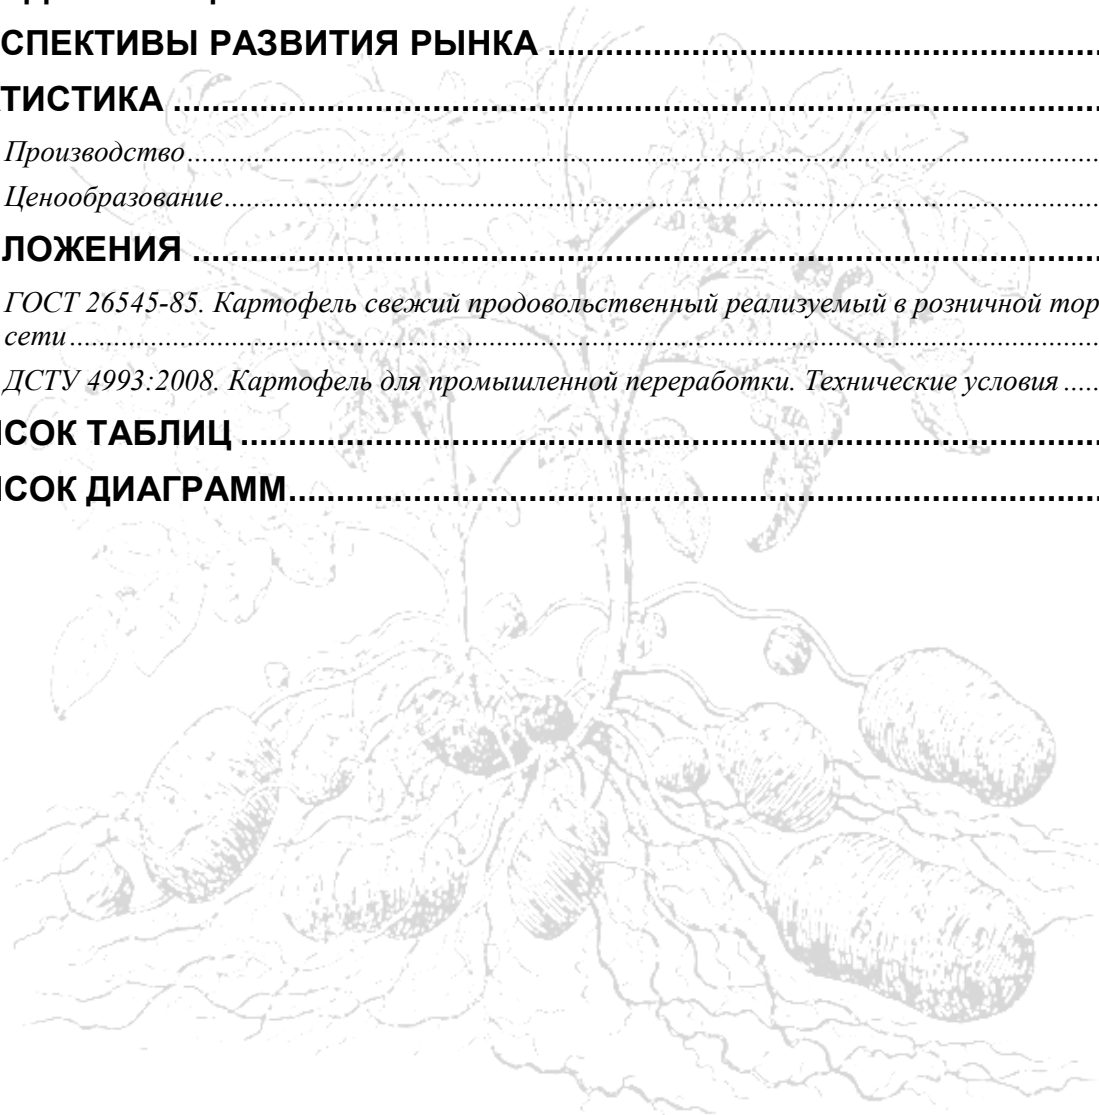 СПЕКТИВЫ РАЗВИТИЯ РЫНКА ..........................................................
ТИСТИКА ..........................................................................................
Производство..........................................................................................
Ценообразование..........................................................................................
ЛОЖЕНИЯ ..........................................................................................
ГОСТ 26545-85. Картофель свежий продовольственный реализуемый в розничной тор
сети..........................................................................................
ДСТУ 4993:2008. Картофель для промышленной переработки. Технические условия .....
СОК ТАБЛИЦ ..........................................................................................
СОК ДИАГРАММ..........................................................................................